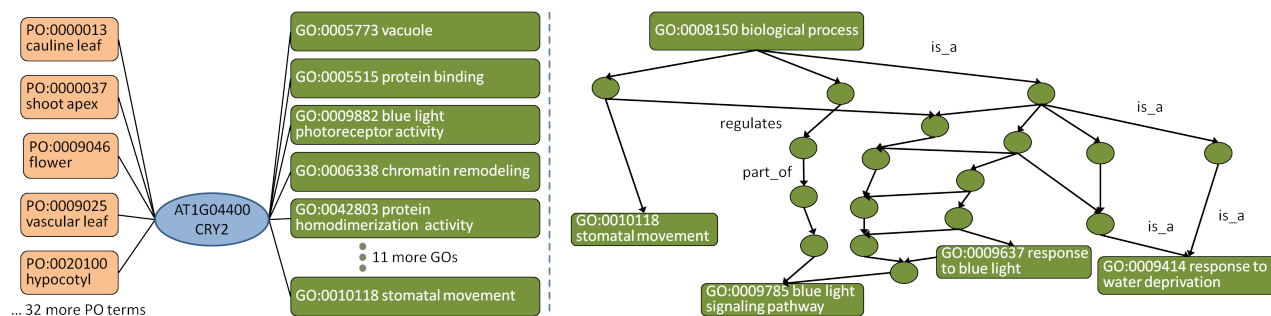 PO:0000013
cauline leaf
PO:0000037
shoot apex
PO:0009046
flower
PO:0009025
vascular leaf
PO:0020100
hypocotyl
... 32 more PO terms
AT1G04400
CRY2
GO:0005773 vacuole
GO:0005515 protein binding
GO:0009882 blue light
photoreceptor activity
GO:0006338 chromatin remodeling
GO:0042803 protein
homodimerization activity
11 more GOs
GO:0010118 stomatal movement
GO:0008150 biological process
is_a
is_a
regulates
part_of
GO:0010118
stomatal movement
is_a
is_a
GO:0009637 response
to blue light
GO:0009414 response to
water deprivation
GO:0009785 blue light
signaling pathway